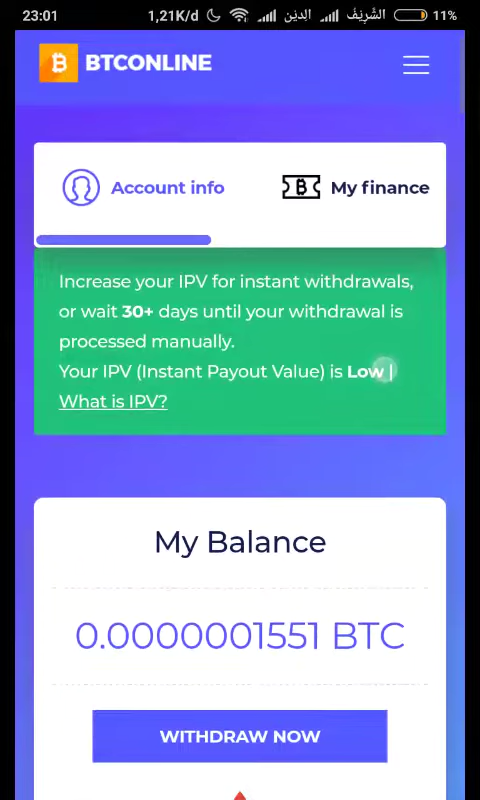 23:01 1,21K/d الدين الشَّرِيْفَ 11%
BTCONLINE
Account info My finance
Increase your IPV for instant withdrawals,
or wait 30+ days until your withdrawal is
processed manually.
Your IPV (Instant Payout Value) is Low |
What is IPV?
My Balance
0.0000001551 BTC
WITHDRAW NOW